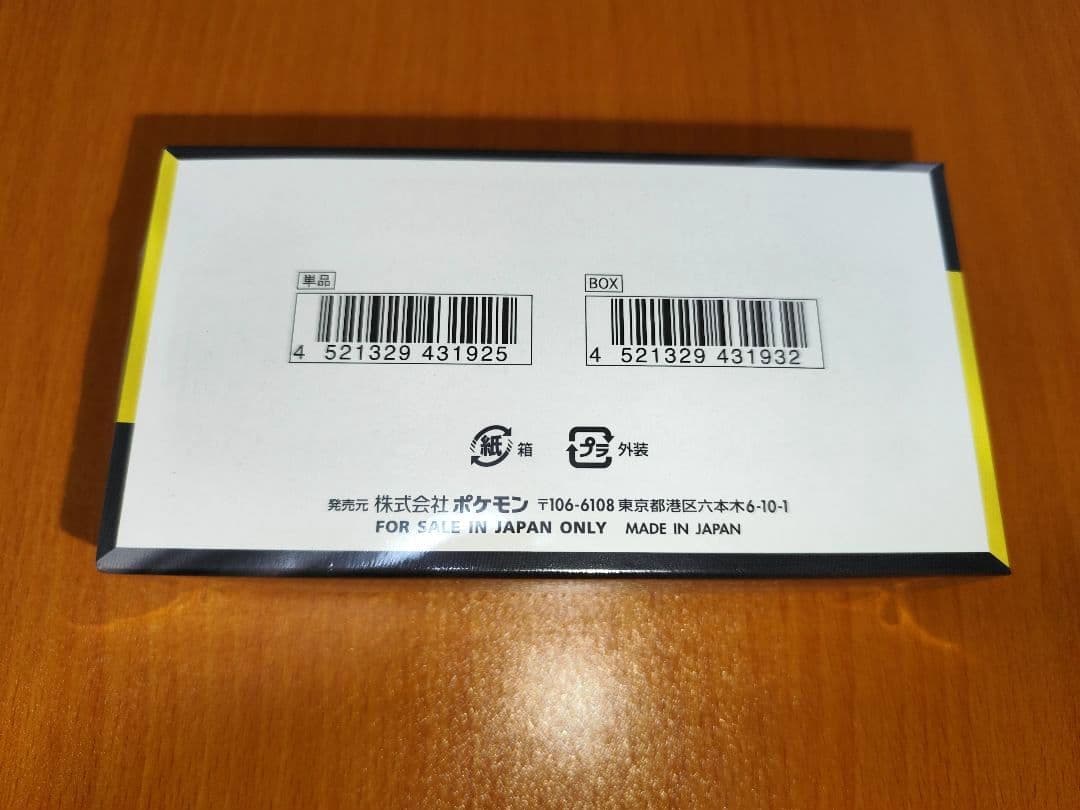 単品
4 521329 431925
BOX
4 521329 431932
紙 箱
プラ 外装
発売元 株式会社 ポケモン 〒106-6108 東京都港区六本木6-10-1
FOR SALE IN JAPAN ONLY MADE IN JAPAN